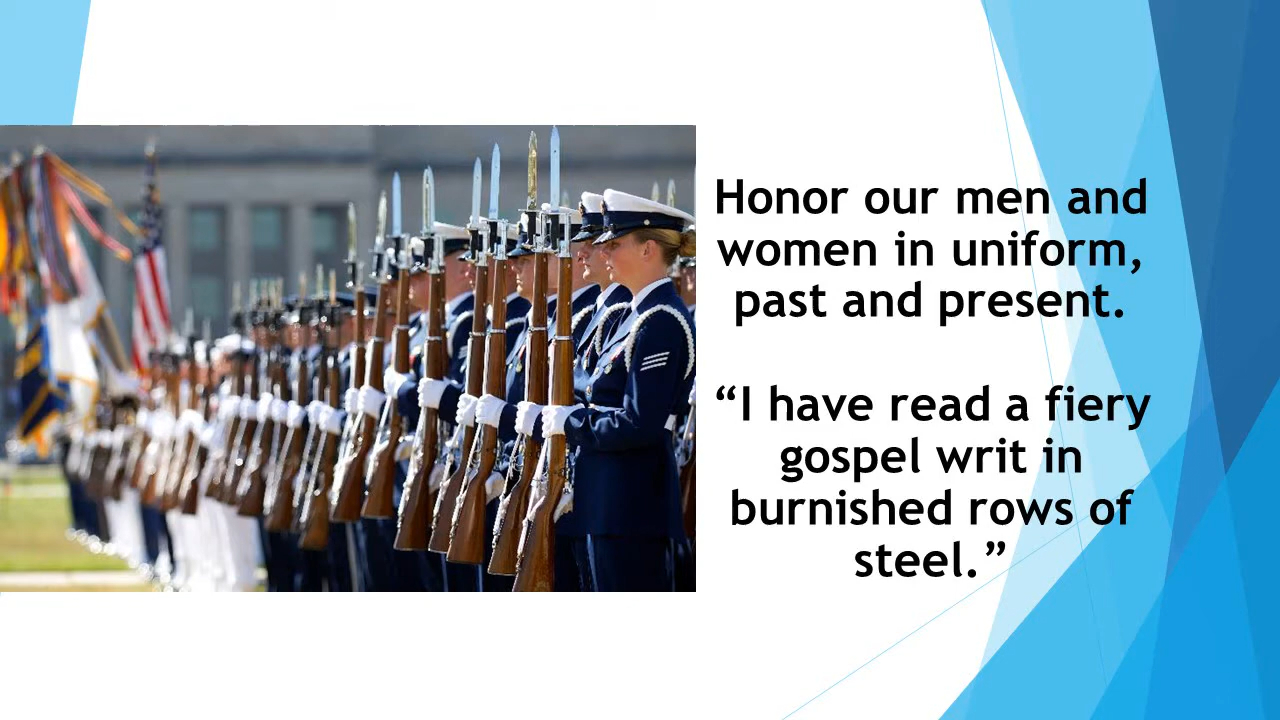 Honor our men and
women in uniform,
past and present.
“I have read a fiery
gospel writ in
burnished rows of
steel.”